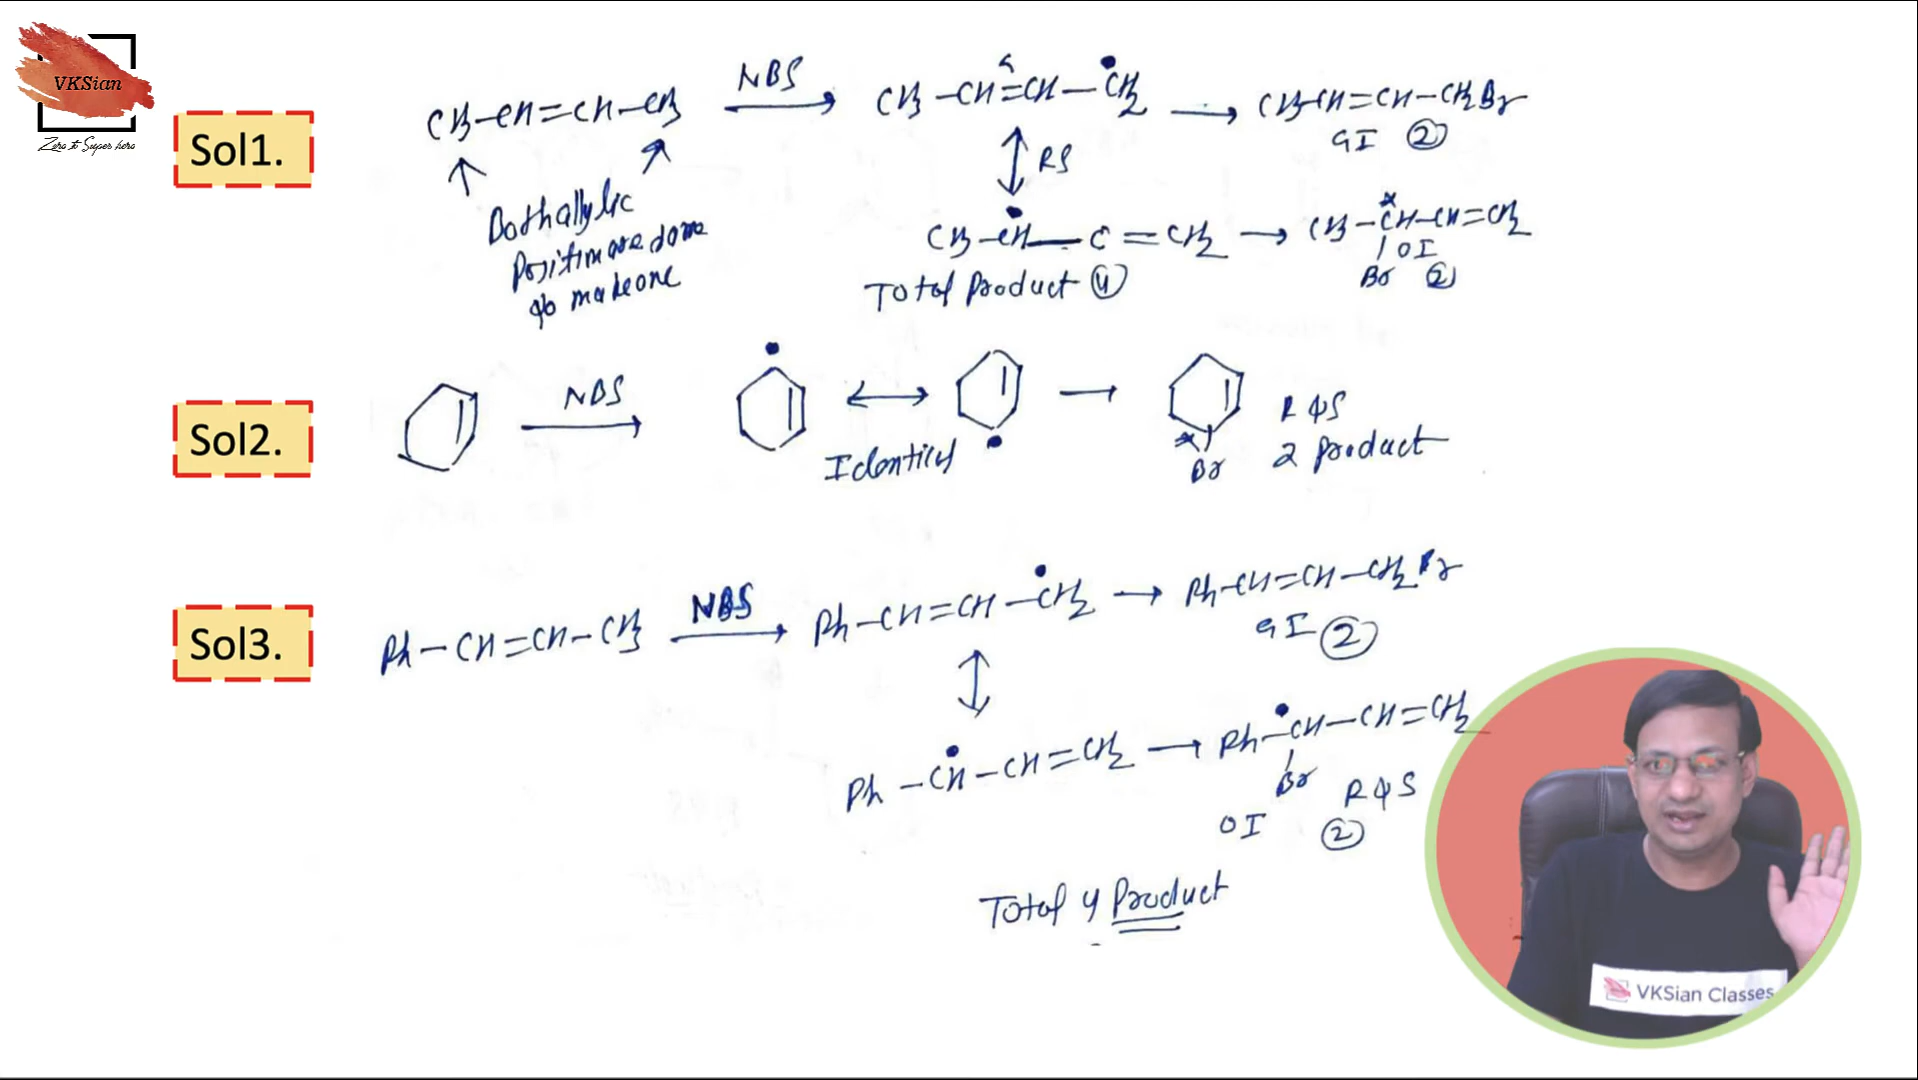 VKSian
Zero to Super hero
Sol1.
CH3-CH=CH-CH3 NBS CH3-CH=CH-CH2 CH3-CH=CH-CH2Br
GI 2
RS
Both allylic
Position are same
so make one
CH3-CH-C=CH2 CH3-CH-CH=CH2
Br OI 2
Total Product 4
Sol2.
NBS
Identical
Br
R & S
2 Product
Sol3.
Ph-CH=CH-CH3 NBS Ph-CH=CH-CH2 Ph-CH=CH-CH2Br
GI 2
Ph-CH-CH=CH2 Ph-CH-CH=CH2
Br R & S
OI 2
Total 4 Product
VKSian Classes